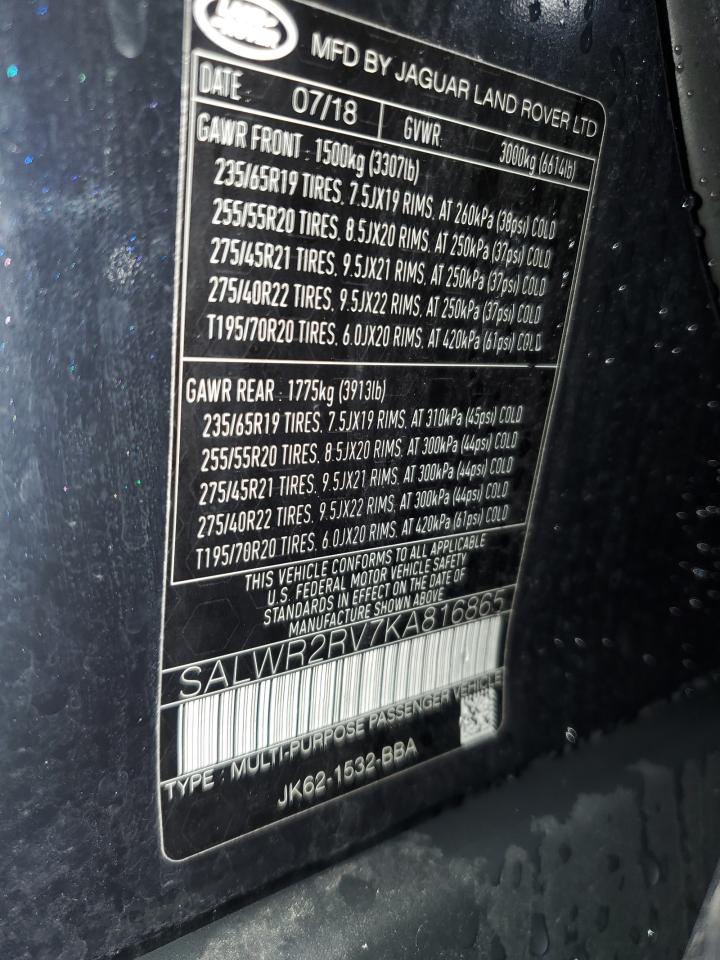 LAND ROVER
MFD BY JAGUAR LAND ROVER LTD
DATE: 07/18 GVWR: 3000kg (6614lb)
GAWR FRONT : 1500kg (3307lb)
235/65R19 TIRES, 7.5JX19 RIMS, AT 260kPa (38psi) COLD
255/55R20 TIRES, 8.5JX20 RIMS, AT 250kPa (37psi) COLD
275/45R21 TIRES, 9.5JX21 RIMS, AT 250kPa (37psi) COLD
275/40R22 TIRES, 9.5JX22 RIMS, AT 250kPa (37psi) COLD
T195/70R20 TIRES, 6.0JX20 RIMS, AT 420kPa (61psi) COLD
GAWR REAR : 1775kg (3913lb)
235/65R19 TIRES, 7.5JX19 RIMS, AT 310kPa (45psi) COLD
255/55R20 TIRES, 8.5JX20 RIMS, AT 300kPa (44psi) COLD
275/45R21 TIRES, 9.5JX21 RIMS, AT 300kPa (44psi) COLD
275/40R22 TIRES, 9.5JX22 RIMS, AT 300kPa (44psi) COLD
T195/70R20 TIRES, 6.0JX20 RIMS, AT 420kPa (61psi) COLD
THIS VEHICLE CONFORMS TO ALL APPLICABLE
U.S. FEDERAL MOTOR VEHICLE SAFETY
STANDARDS IN EFFECT ON THE DATE OF
MANUFACTURE SHOWN ABOVE
SALWR2RV7KA816865
TYPE : MULTI-PURPOSE PASSENGER VEHICLE
JK62-1532-BBA